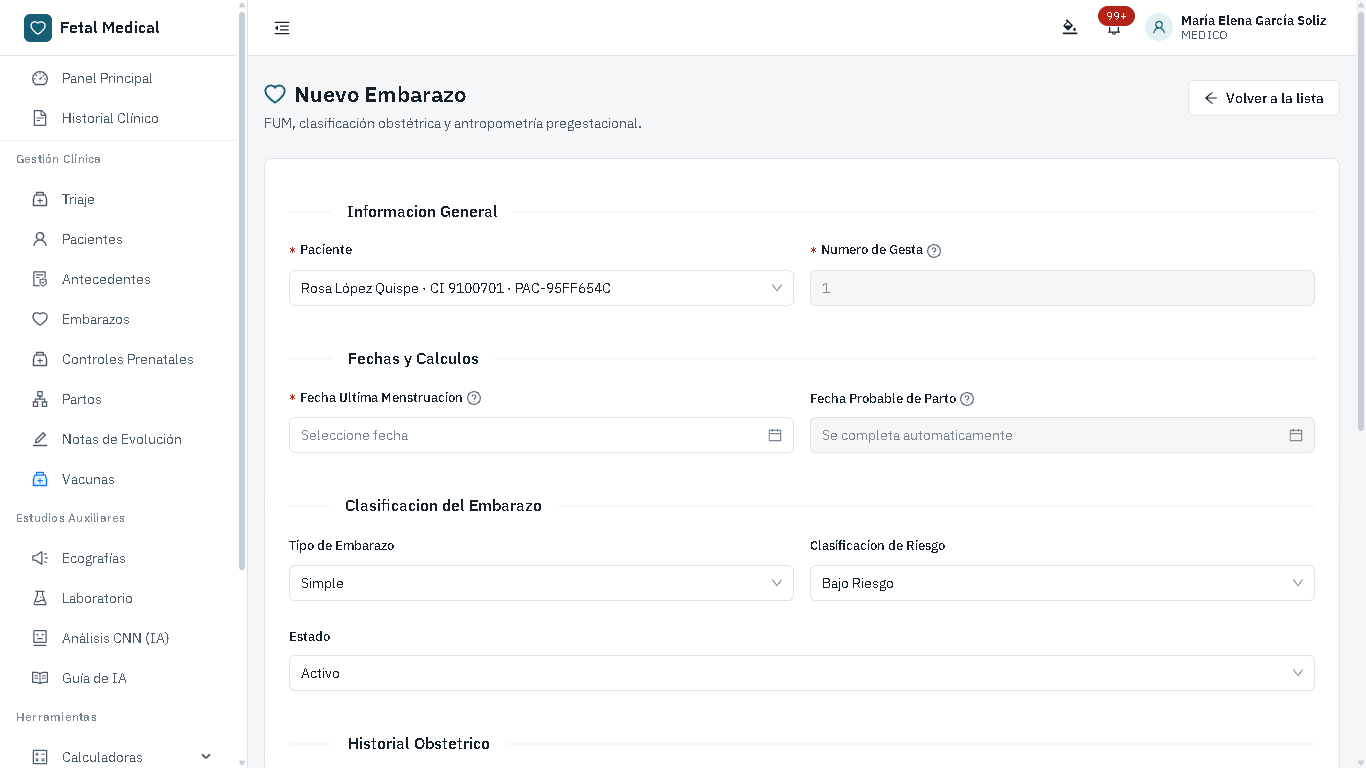 Fetal Medical
99+
María Elena García Soliz
MEDICO
Panel Principal
Historial Clínico
Gestión Clínica
Triaje
Pacientes
Antecedentes
Embarazos
Controles Prenatales
Partos
Notas de Evolución
Vacunas
Estudios Auxiliares
Ecografías
Laboratorio
Análisis CNN (IA)
Guía de IA
Herramientas
Calculadoras
Nuevo Embarazo
FUM, clasificación obstétrica y antropometría pregestacional.
Volver a la lista
Informacion General
* Paciente
* Numero de Gesta
Rosa López Quispe · CI 9100701 · PAC-95FF654C
1
Fechas y Calculos
* Fecha Ultima Menstruacion
Fecha Probable de Parto
Seleccione fecha
Se completa automaticamente
Clasificacion del Embarazo
Tipo de Embarazo
Clasificacion de Riesgo
Simple
Bajo Riesgo
Estado
Activo
Historial Obstetrico